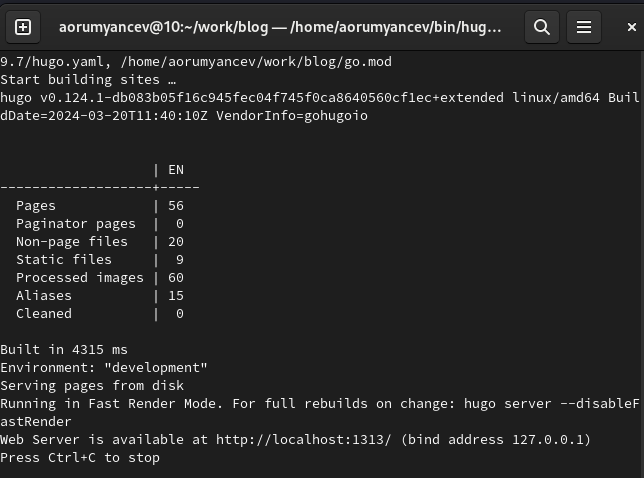 aorumyancev@10:~/work/blog — /home/aorumyancev/bin/hug...
9.7/hugo.yaml, /home/aorumyancev/work/blog/go.mod
Start building sites …
hugo v0.124.1-db083b05f16c945fec04f745f0ca8640560cf1ec+extended linux/amd64 Buil
dDate=2024-03-20T11:40:10Z VendorInfo=gohugoio
                   | EN
-------------------+-----
  Pages            | 56
  Paginator pages  |  0
  Non-page files   | 20
  Static files     |  9
  Processed images | 60
  Aliases          | 15
  Cleaned          |  0
Built in 4315 ms
Environment: "development"
Serving pages from disk
Running in Fast Render Mode. For full rebuilds on change: hugo server --disableF
astRender
Web Server is available at http://localhost:1313/ (bind address 127.0.0.1)
Press Ctrl+C to stop